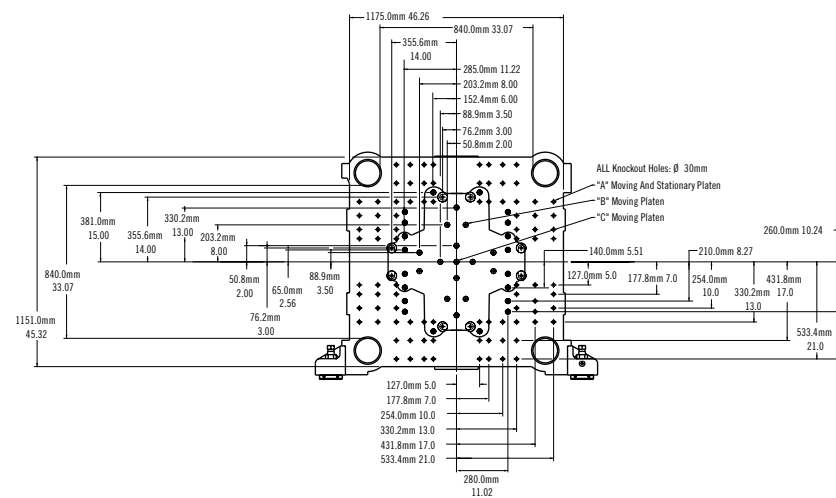 1175.0mm 46.26
840.0mm 33.07
355.6mm
14.00
285.0mm 11.22
203.2mm 8.00
152.4mm 6.00
88.9mm 3.50
76.2mm 3.00
50.8mm 2.00
ALL Knockout Holes: Ø 30mm
"A" Moving And Stationary Platen
"B" Moving Platen
"C" Moving Platen
381.0mm
15.00
355.6mm
14.00
330.2mm
13.00
203.2mm
8.00
840.0mm
33.07
1151.0mm
45.32
50.8mm
2.00
65.0mm
2.56
76.2mm
3.00
88.9mm
3.50
260.0mm 10.24
140.0mm 5.51
210.0mm 8.27
127.0mm 5.0
177.8mm 7.0
254.0mm
10.0
330.2mm
13.0
431.8mm
17.0
533.4mm
21.0
127.0mm 5.0
177.8mm 7.0
254.0mm 10.0
330.2mm 13.0
431.8mm 17.0
533.4mm 21.0
280.0mm
11.02